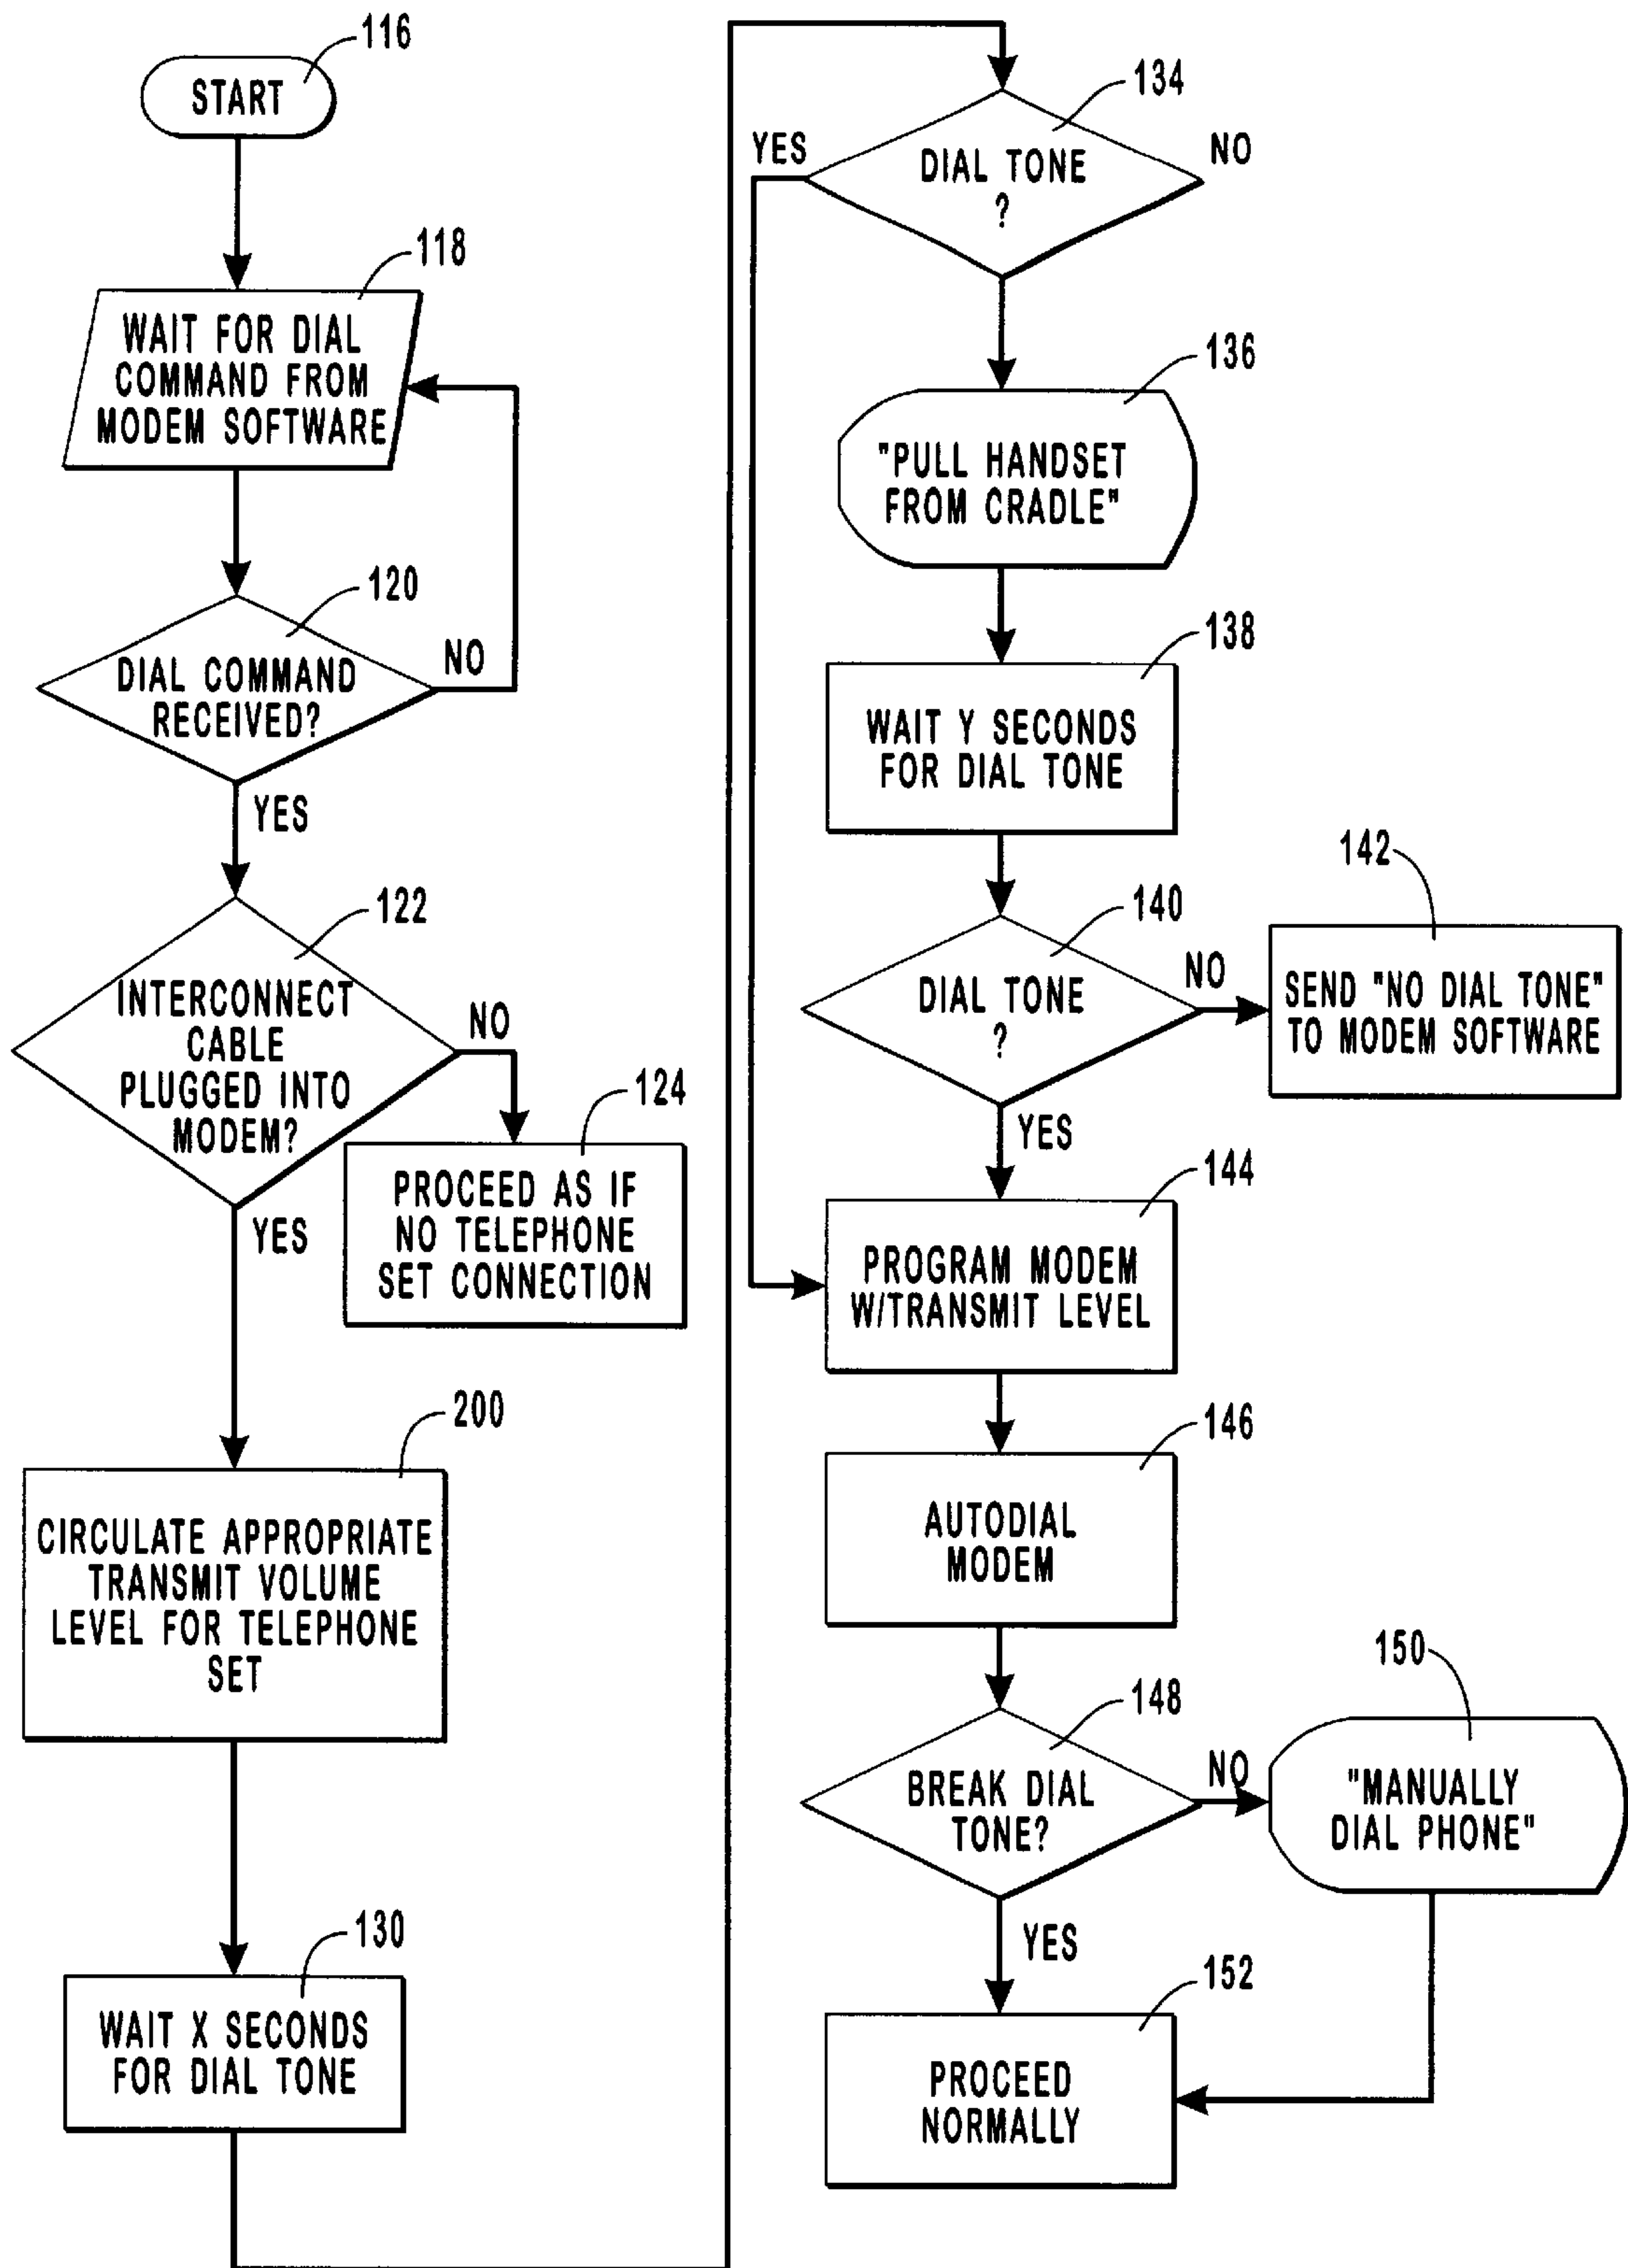 116
START
118
WAIT FOR DIAL
COMMAND FROM
MODEM SOFTWARE
120
DIAL COMMAND
RECEIVED?
NO
YES
122
INTERCONNECT
CABLE
PLUGGED INTO
MODEM?
NO
YES
124
PROCEED AS IF
NO TELEPHONE
SET CONNECTION
200
CIRCULATE APPROPRIATE
TRANSMIT VOLUME
LEVEL FOR TELEPHONE
SET
130
WAIT X SECONDS
FOR DIAL TONE
134
YES
NO
DIAL TONE
?
136
"PULL HANDSET
FROM CRADLE"
138
WAIT Y SECONDS
FOR DIAL TONE
140
DIAL TONE
?
NO
142
SEND "NO DIAL TONE"
TO MODEM SOFTWARE
YES
144
PROGRAM MODEM
W/TRANSMIT LEVEL
146
AUTODIAL
MODEM
148
BREAK DIAL
TONE?
NO
150
"MANUALLY
DIAL PHONE"
YES
152
PROCEED
NORMALLY